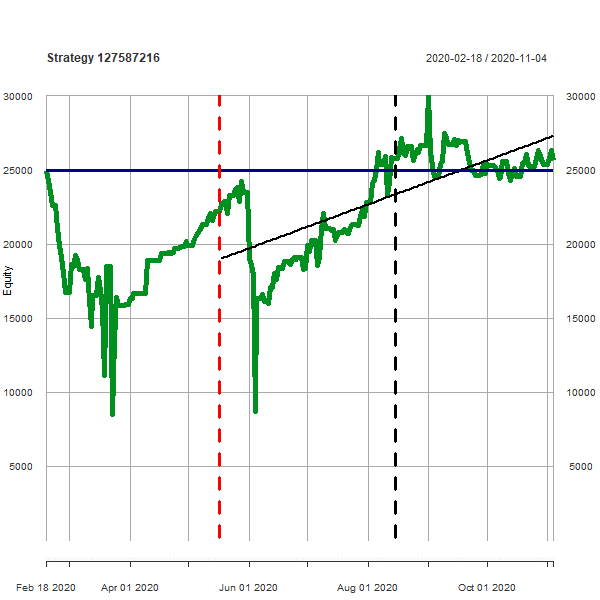 Strategy 127587216
2020-02-18 / 2020-11-04
30000
30000
25000
25000
20000
20000
Equity
15000
15000
10000
10000
5000
5000
Feb 18 2020
Apr 01 2020
Jun 01 2020
Aug 01 2020
Oct 01 2020